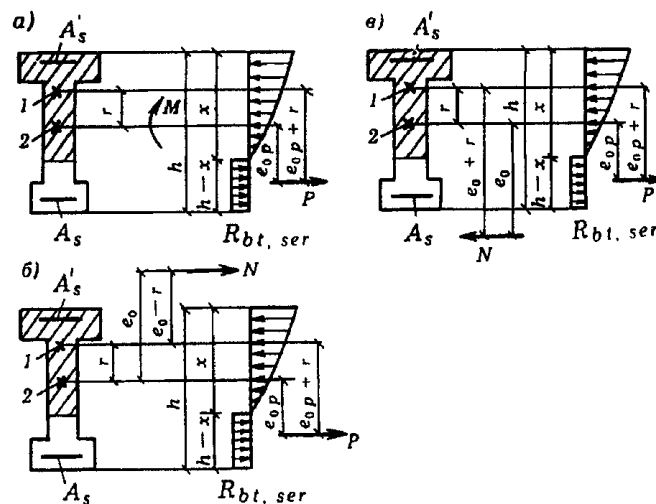 а)
A's
1
2
r
M
h
x
h − x
e₀p
e₀p + r
P
As
Rbt, ser
в)
A's
1
2
r
e₀ + r
e₀
h
x
h − x
e₀p
e₀p + r
P
N
As
Rbt, ser
б)
N
e₀
e₀ − r
A's
1
2
r
h
x
h − x
e₀p
e₀p + r
P
As
Rbt, ser